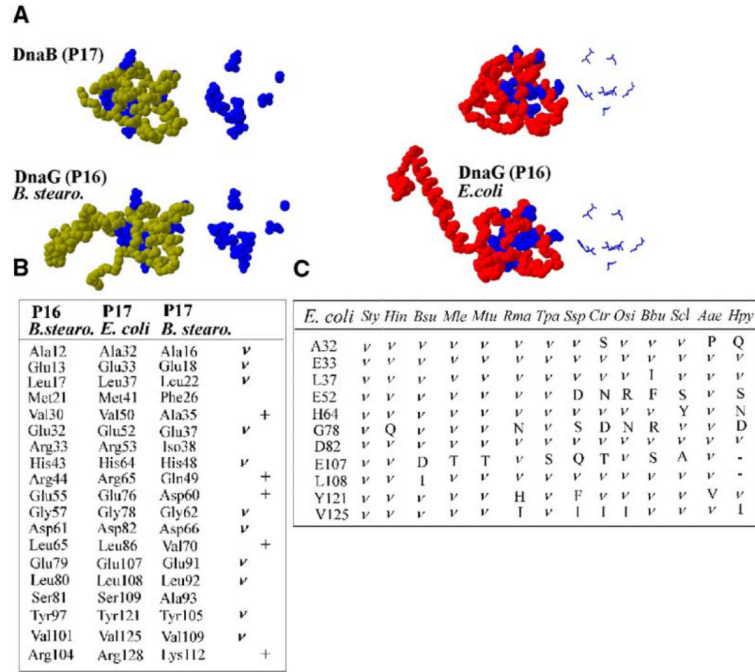 A
DnaB (P17)
DnaG (P16)
B. stearo.
DnaG (P16)
E.coli
B
P16 P17 P17
B.stearo. E. coli B. stearo.
Ala12 Ala32 Ala16 ν
Glu13 Glu33 Glu18 ν
Leu17 Leu37 Leu22 ν
Met21 Met41 Phe26
Val30 Val50 Ala35 +
Glu32 Glu52 Glu37 ν
Arg33 Arg53 Iso38
His43 His64 His48 ν
Arg44 Arg65 Gln49 +
Glu55 Glu76 Asp60 +
Gly57 Gly78 Gly62 ν
Asp61 Asp82 Asp66 ν
Leu65 Leu86 Val70 +
Glu79 Glu107 Glu91 ν
Leu80 Leu108 Leu92 ν
Ser81 Ser109 Ala93
Tyr97 Tyr121 Tyr105 ν
Val101 Val125 Val109 ν
Arg104 Arg128 Lys112 +
C
E. coli Sty Hin Bsu Mle Mtu Rma Tpa Ssp Ctr Osi Bbu Scl Aae Hpy
A32 ν ν ν ν ν ν ν ν S ν ν ν P Q
E33 ν ν ν ν ν ν ν ν ν ν ν ν ν ν
L37 ν ν ν ν ν ν ν ν ν ν I ν ν ν
E52 ν ν ν ν ν ν ν D N R F S ν S
H64 ν ν ν ν ν ν ν ν ν ν ν Y ν N
G78 ν Q ν ν ν N ν S D N R ν ν D
D82 ν ν ν ν ν ν ν ν ν ν ν ν ν ν
E107 ν ν D T T ν S Q T ν S A ν -
L108 ν ν I ν ν ν ν ν ν ν ν ν ν -
Y121 ν ν ν ν ν H ν F ν ν ν ν V ν
V125 ν ν ν ν ν I ν I I I ν ν ν I